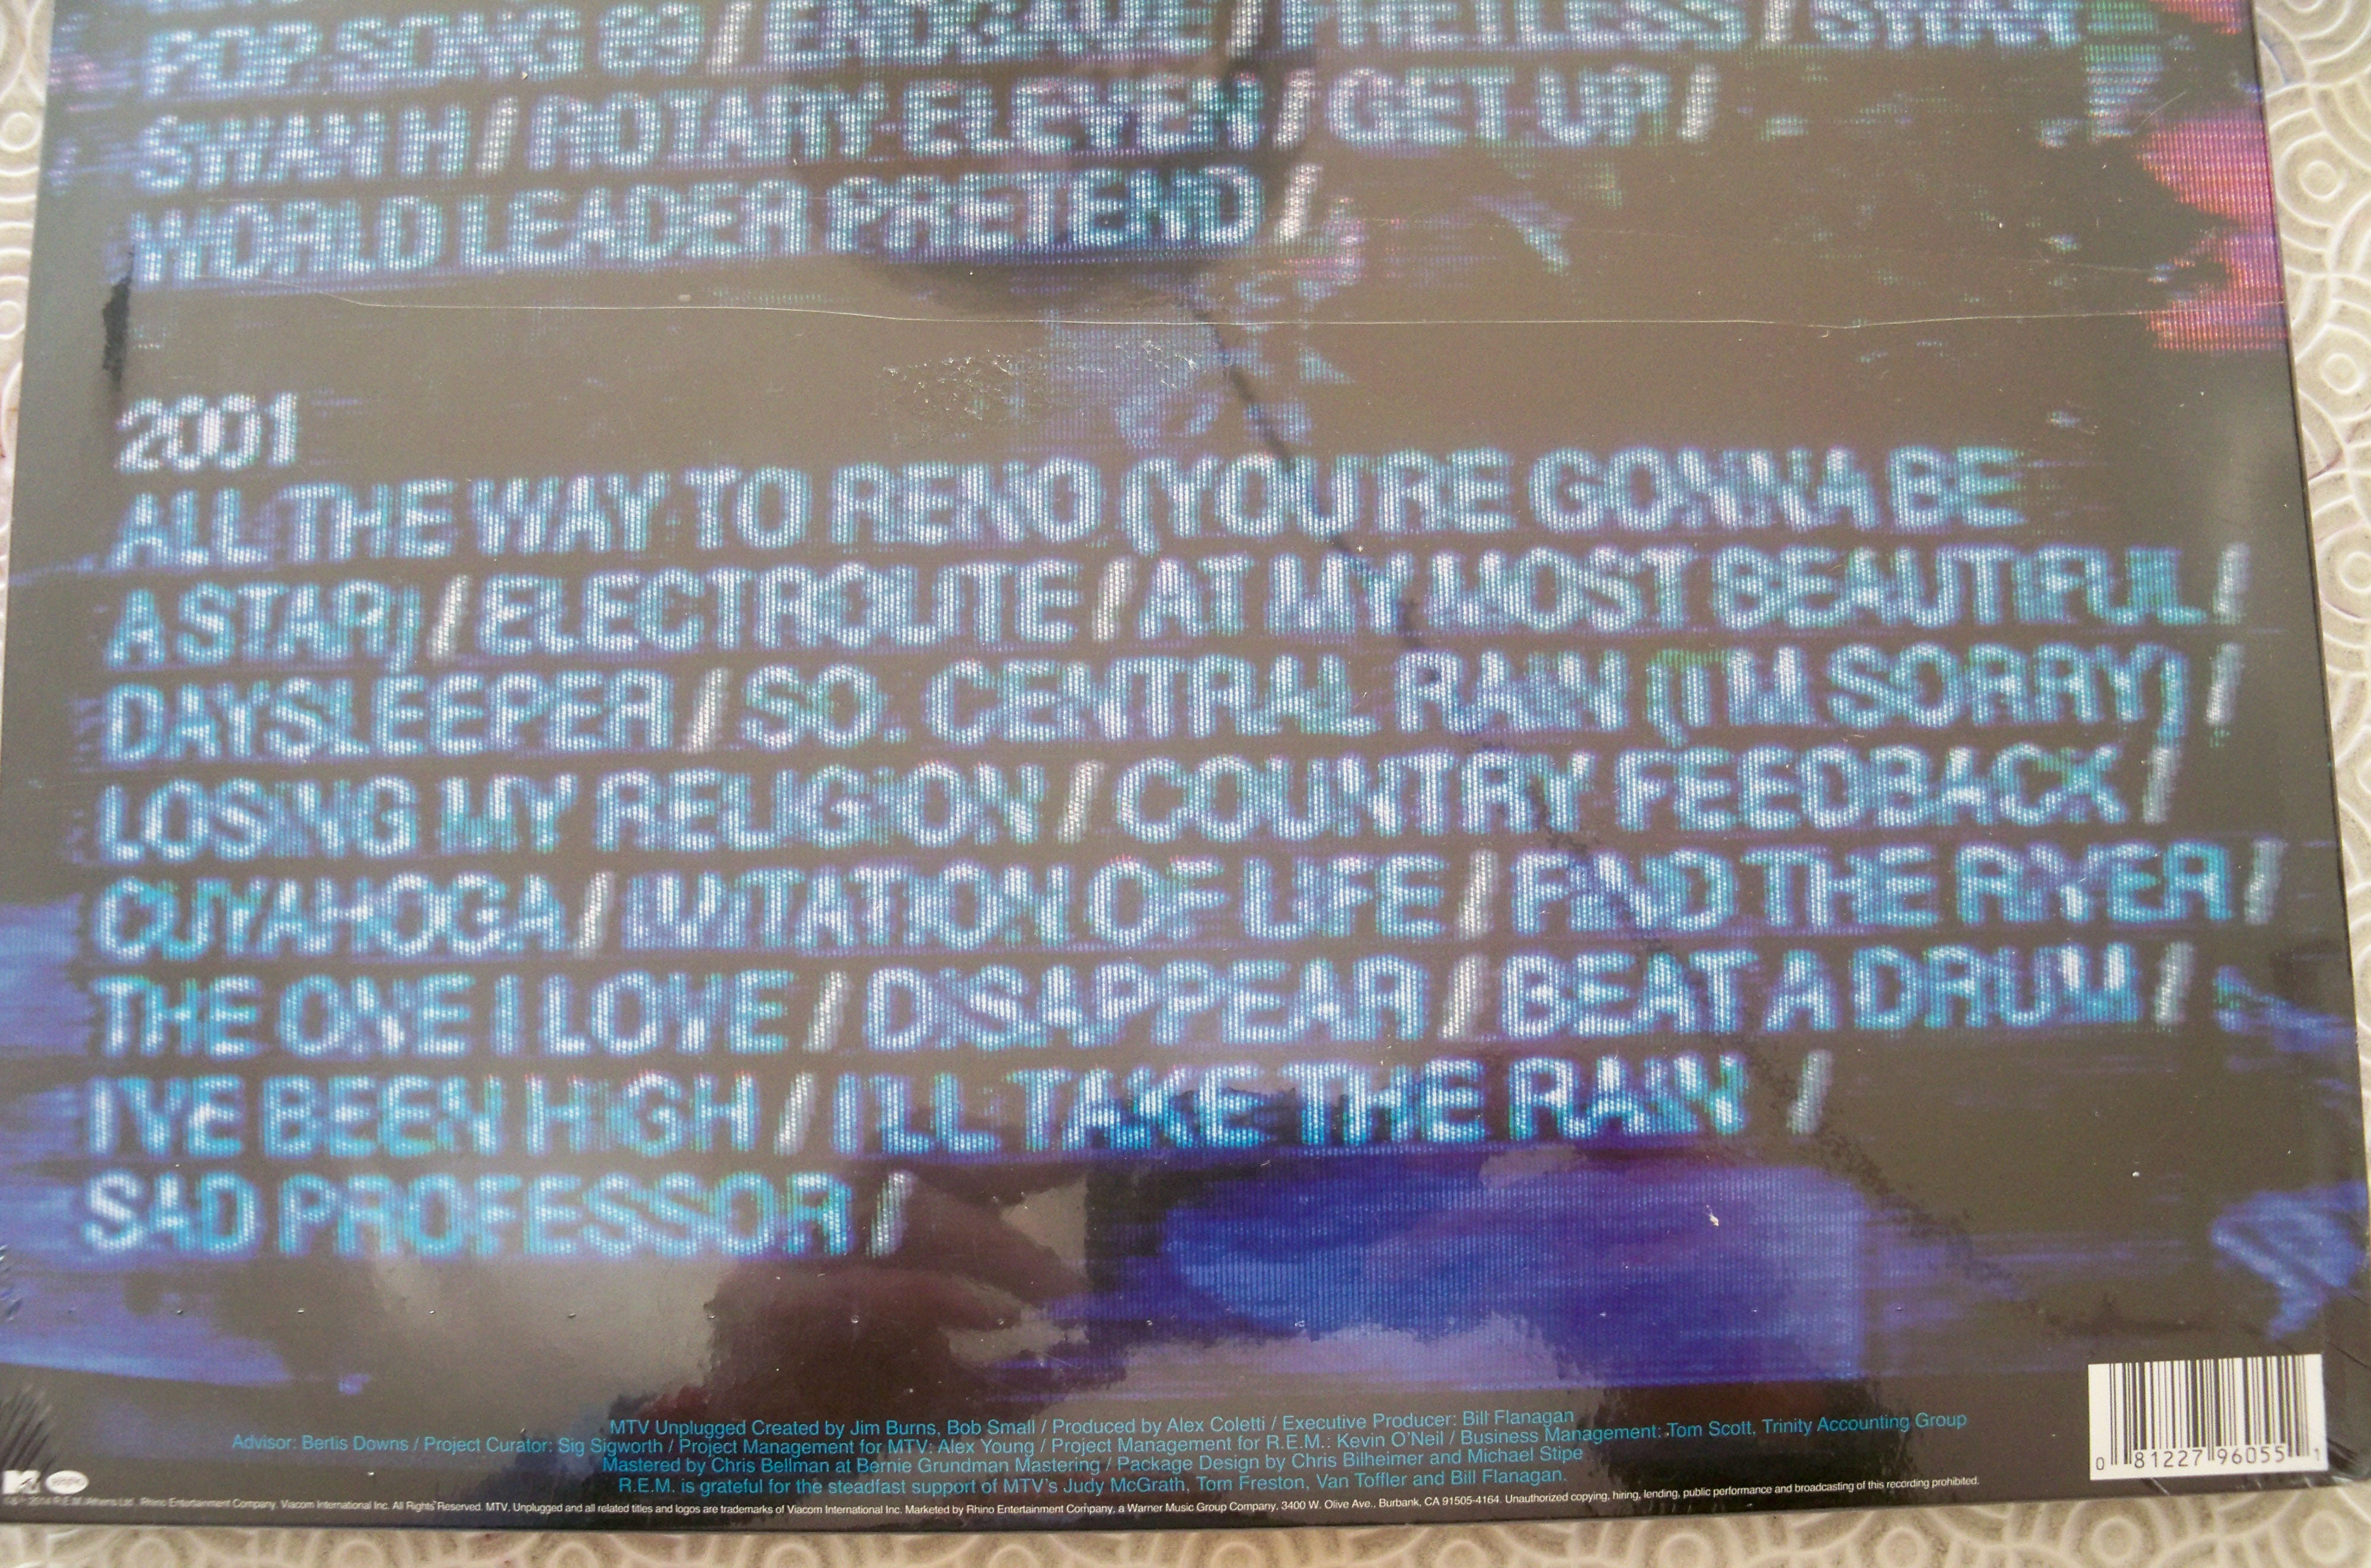 POP SONG 89 / ENDGAME / FRETLESS / SWAN
SWAN H / ROTARY ELEVEN / GET UP /
WORLD LEADER PRETEND /
2001
ALL THE WAY TO RENO (YOU'RE GONNA BE
A STAR) / ELECTROLITE / AT MY MOST BEAUTIFUL /
DAYSLEEPER / SO. CENTRAL RAIN (I'M SORRY) /
LOSING MY RELIGION / COUNTRY FEEDBACK /
CUYAHOGA / IMITATION OF LIFE / FIND THE RIVER /
THE ONE I LOVE / DISAPPEAR / BEAT A DRUM /
I'VE BEEN HIGH / I'LL TAKE THE RAIN /
SAD PROFESSOR /
MTV Unplugged Created by Jim Burns, Bob Small / Produced by Alex Coletti / Executive Producer: Bill Flanagan
Advisor: Bertis Downs / Project Curator: Sig Sigworth / Project Management for MTV: Alex Young / Project Management for R.E.M.: Kevin O'Neil / Business Management: Tom Scott, Trinity Accounting Group
Mastered by Chris Bellman at Bernie Grundman Mastering / Package Design by Chris Bilheimer and Michael Stipe
R.E.M. is grateful for the steadfast support of MTV's Judy McGrath, Tom Freston, Van Toffler and Bill Flanagan.
2014 R.E.M./Athens Ltd., Rhino Entertainment Company, Viacom International Inc. All Rights Reserved. MTV, Unplugged and all related titles and logos are trademarks of Viacom International Inc. Marketed by Rhino Entertainment Company, a Warner Music Group Company, 3400 W. Olive Ave., Burbank, CA 91505-4164. Unauthorized copying, hiring, lending, public performance and broadcasting of this recording prohibited.
0 81227 96055 1